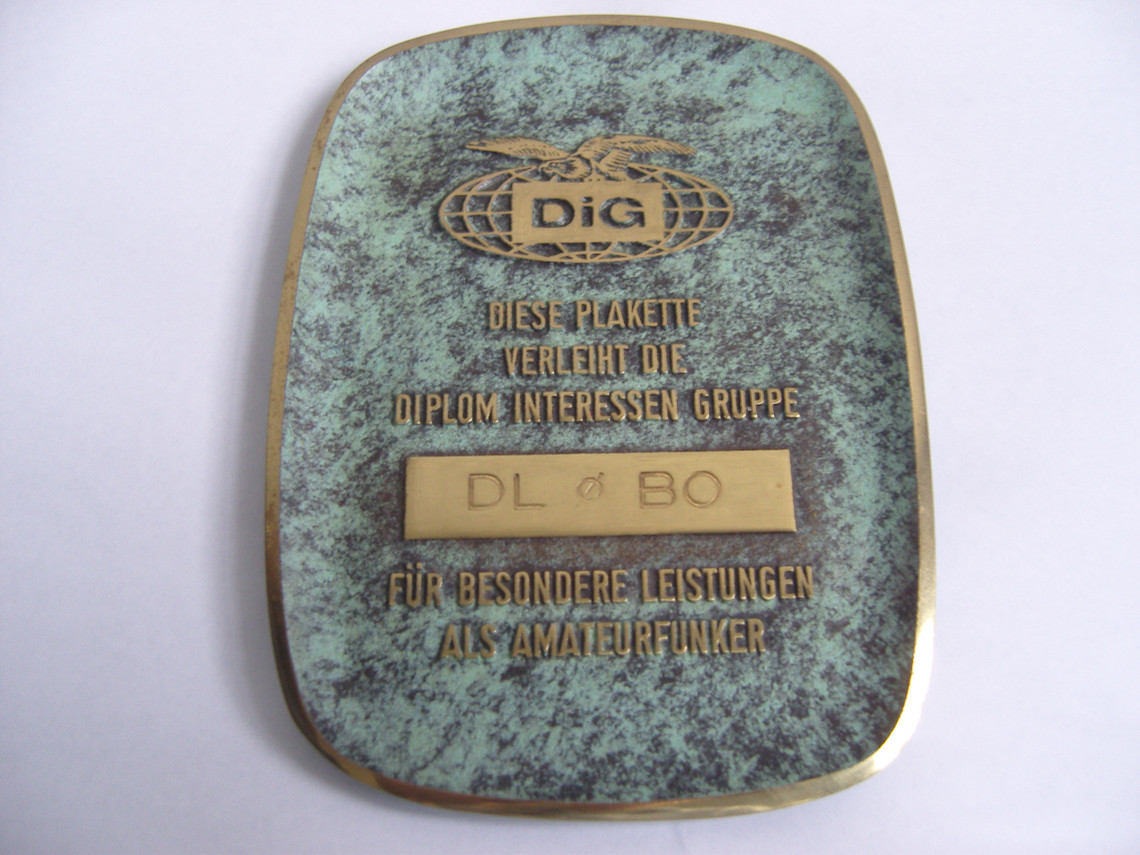 DiG
DIESE PLAKETTE
VERLEIHT DIE
DIPLOM INTERESSEN GRUPPE
DL Ø BO
FÜR BESONDERE LEISTUNGEN
ALS AMATEURFUNKER